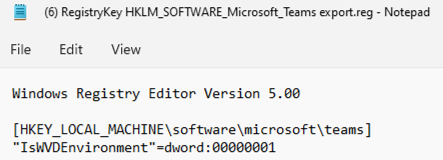 (6) RegistryKey HKLM_SOFTWARE_Microsoft_Teams export.reg - Notepad
File Edit View
Windows Registry Editor Version 5.00
[HKEY_LOCAL_MACHINE\software\microsoft\teams]
"IsWVDEnvironment"=dword:00000001